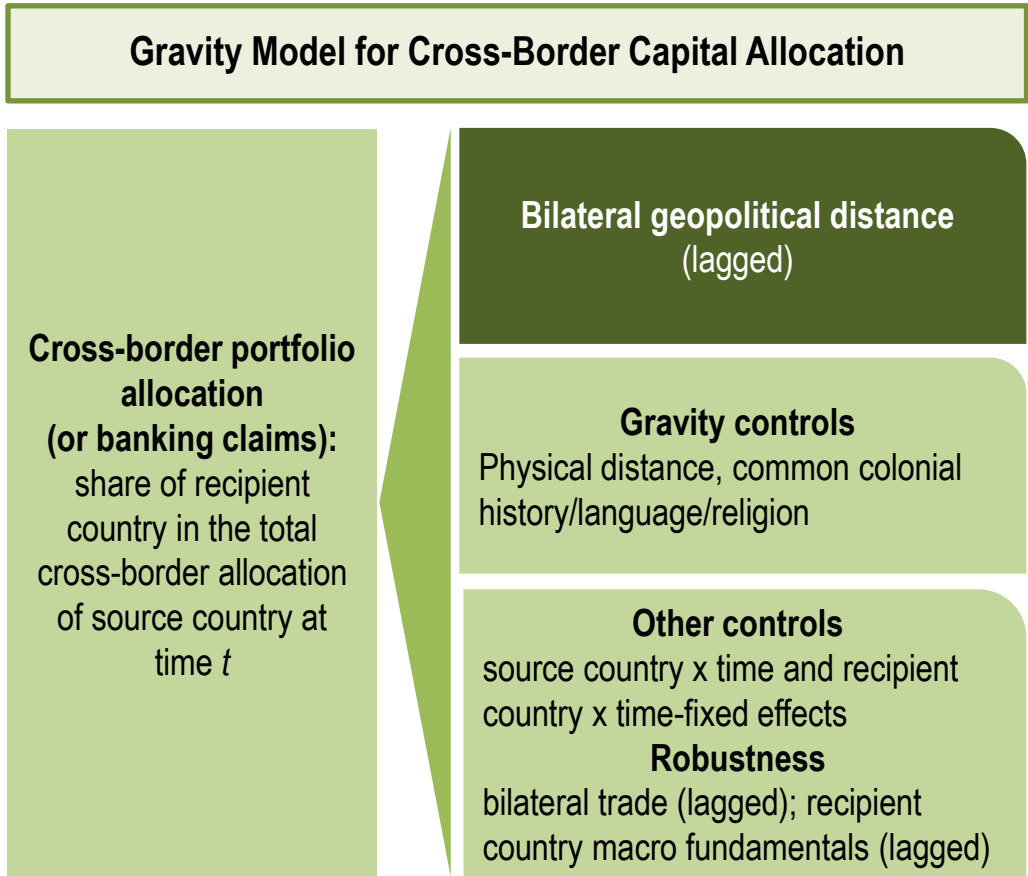 Gravity Model for Cross-Border Capital Allocation
Cross-border portfolio
allocation
(or banking claims):
share of recipient
country in the total
cross-border allocation
of source country at
time t
Bilateral geopolitical distance
(lagged)
Gravity controls
Physical distance, common colonial
history/language/religion
Other controls
source country x time and recipient
country x time-fixed effects
Robustness
bilateral trade (lagged); recipient
country macro fundamentals (lagged)